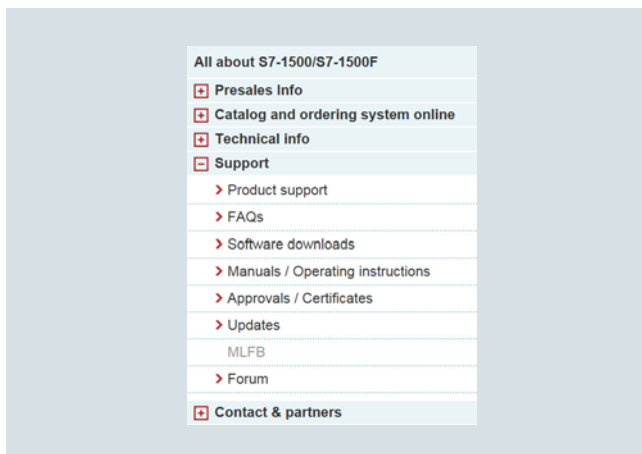 All about S7-1500/S7-1500F
Presales Info
Catalog and ordering system online
Technical info
Support
Product support
FAQs
Software downloads
Manuals / Operating instructions
Approvals / Certificates
Updates
MLFB
Forum
Contact & partners